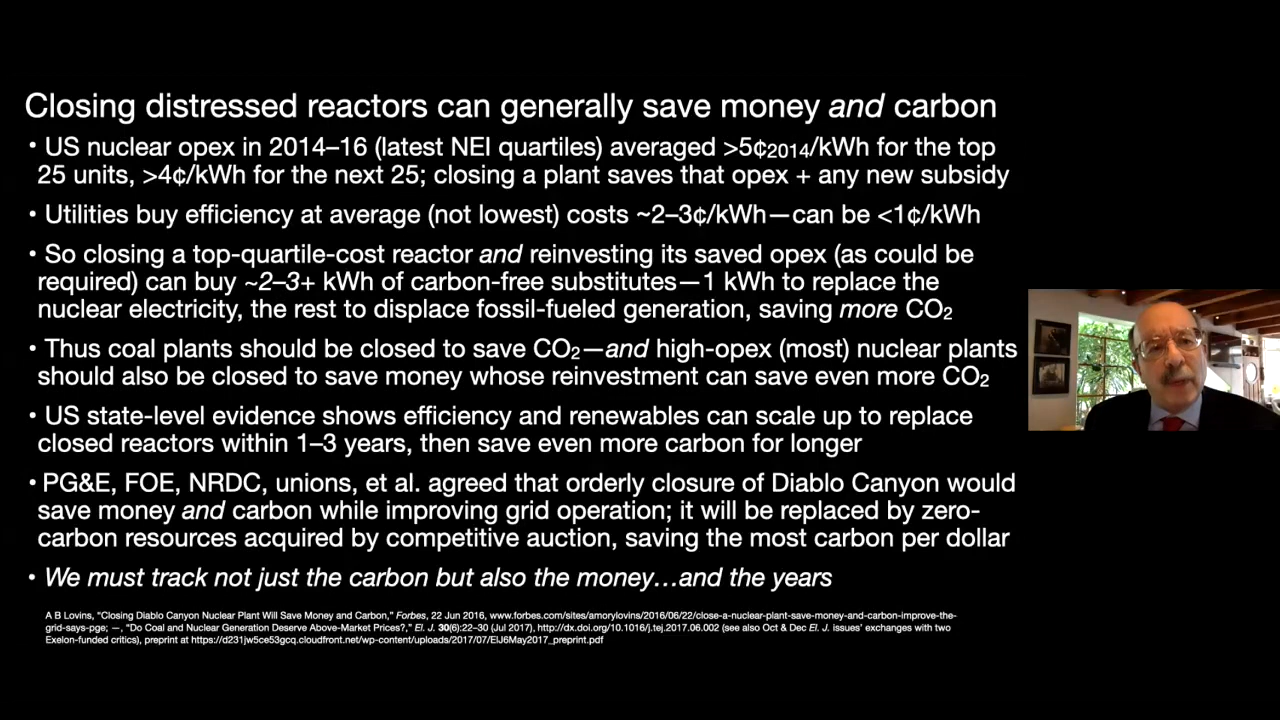 Closing distressed reactors can generally save money and carbon
• US nuclear opex in 2014–16 (latest NEI quartiles) averaged >5¢2014/kWh for the top
25 units, >4¢/kWh for the next 25; closing a plant saves that opex + any new subsidy
• Utilities buy efficiency at average (not lowest) costs ~2–3¢/kWh—can be <1¢/kWh
• So closing a top-quartile-cost reactor and reinvesting its saved opex (as could be
required) can buy ~2–3+ kWh of carbon-free substitutes—1 kWh to replace the
nuclear electricity, the rest to displace fossil-fueled generation, saving more CO2
• Thus coal plants should be closed to save CO2—and high-opex (most) nuclear plants
should also be closed to save money whose reinvestment can save even more CO2
• US state-level evidence shows efficiency and renewables can scale up to replace
closed reactors within 1–3 years, then save even more carbon for longer
• PG&E, FOE, NRDC, unions, et al. agreed that orderly closure of Diablo Canyon would
save money and carbon while improving grid operation; it will be replaced by zero-
carbon resources acquired by competitive auction, saving the most carbon per dollar
• We must track not just the carbon but also the money…and the years
A B Lovins, "Closing Diablo Canyon Nuclear Plant Will Save Money and Carbon," Forbes, 22 Jun 2016, www.forbes.com/sites/amorylovins/2016/06/22/close-a-nuclear-plant-save-money-and-carbon-improve-the-
grid-says-pge; —, "Do Coal and Nuclear Generation Deserve Above-Market Prices?," El. J. 30(6):22–30 (Jul 2017), http://dx.doi.org/10.1016/j.tej.2017.06.002 (see also Oct & Dec El. J. issues' exchanges with two
Exelon-funded critics), preprint at https://d231jw5ce53gcq.cloudfront.net/wp-content/uploads/2017/07/ElJ6May2017_preprint.pdf